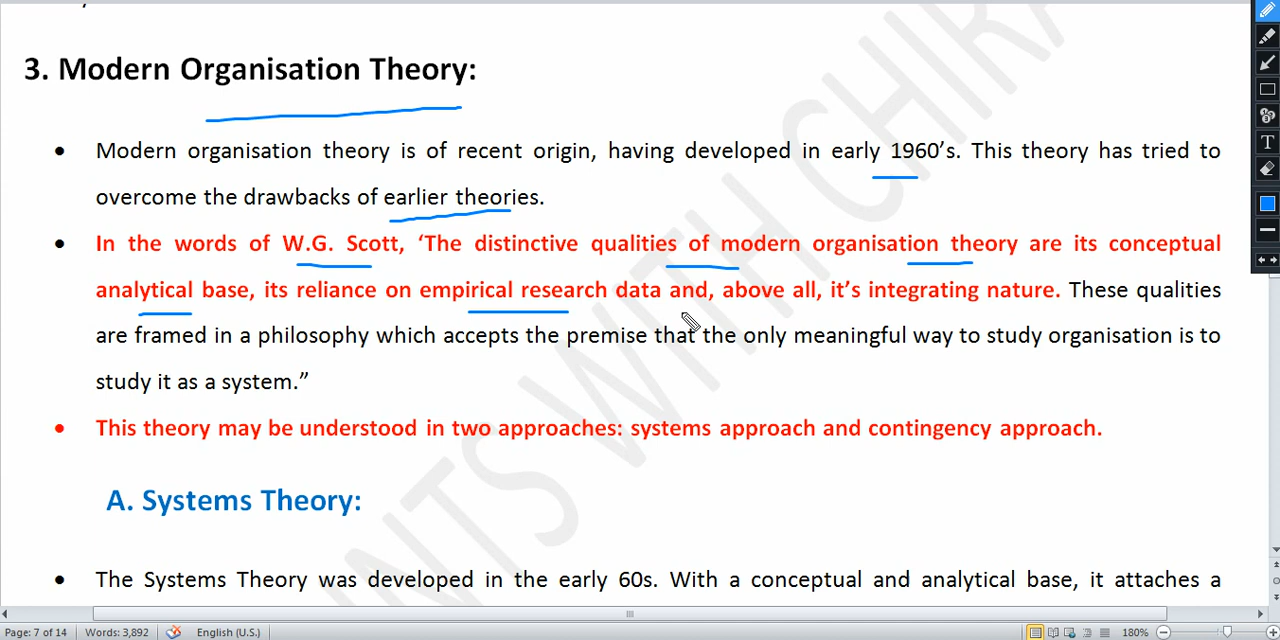 3. Modern Organisation Theory:
• Modern organisation theory is of recent origin, having developed in early 1960's. This theory has tried to
overcome the drawbacks of earlier theories.
• In the words of W.G. Scott, ‘The distinctive qualities of modern organisation theory are its conceptual
analytical base, its reliance on empirical research data and, above all, it’s integrating nature. These qualities
are framed in a philosophy which accepts the premise that the only meaningful way to study organisation is to
study it as a system.”
• This theory may be understood in two approaches: systems approach and contingency approach.
A. Systems Theory:
• The Systems Theory was developed in the early 60s. With a conceptual and analytical base, it attaches a
WITH
Page: 7 of 14 Words: 3,892 English (U.S.) 180%